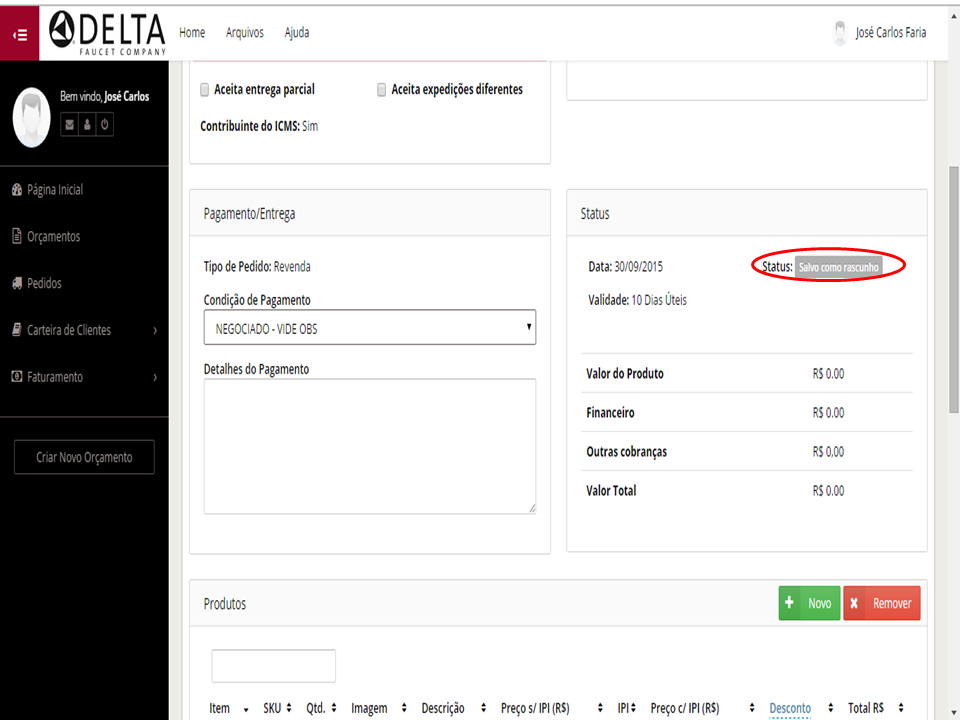 DELTA
FAUCET COMPANY
Home Arquivos Ajuda
José Carlos Faria
Bem vindo, José Carlos
Página Inicial
Orçamentos
Pedidos
Carteira de Clientes
Faturamento
Criar Novo Orçamento
Aceita entrega parcial Aceita expedições diferentes
Contribuinte do ICMS: Sim
Pagamento/Entrega
Tipo de Pedido: Revenda
Condição de Pagamento
NEGOCIADO - VIDE OBS
Detalhes do Pagamento
Status
Data: 30/09/2015 Status: Salvo como rascunho
Validade: 10 Dias Úteis
Valor do Produto R$ 0.00
Financeiro R$ 0.00
Outras cobranças R$ 0,00
Valor Total R$ 0.00
Produtos
Novo Remover
Item SKU Qtd. Imagem Descrição Preço s/ IPI (R$) IPI Preço c/ IPI (R$) Desconto Total R$